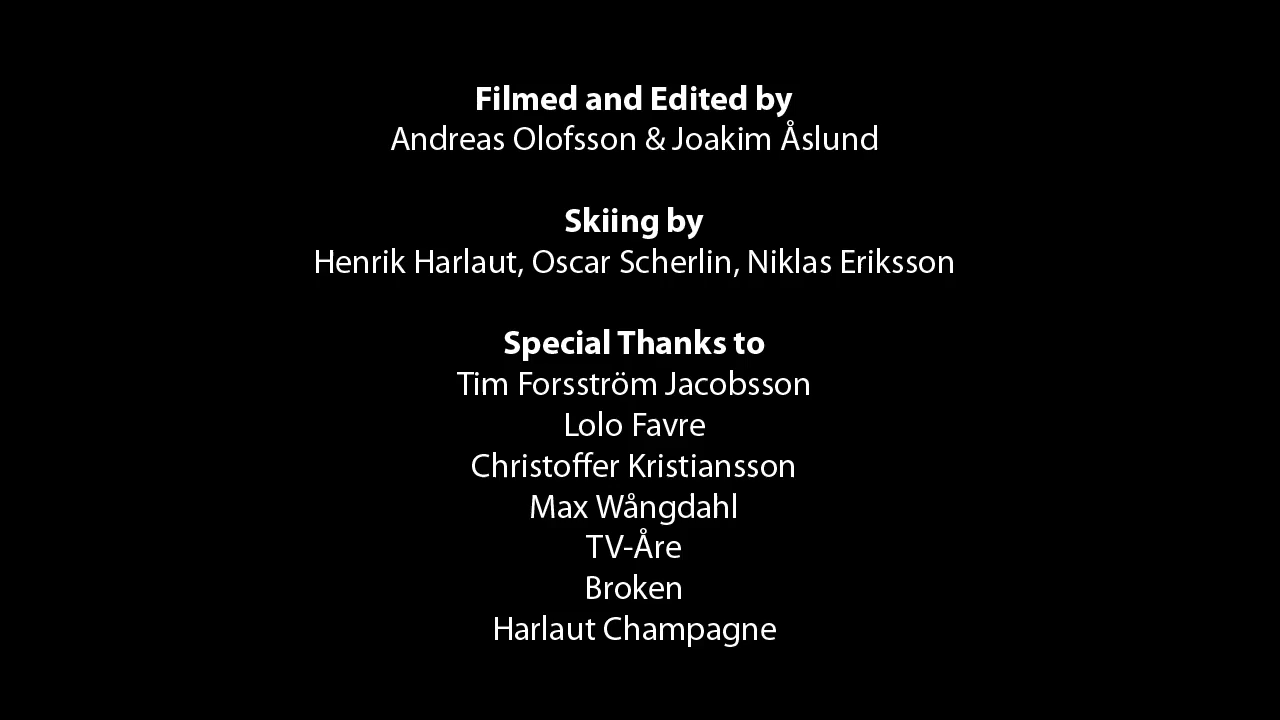 Filmed and Edited by
Andreas Olofsson & Joakim Åslund
Skiing by
Henrik Harlaut, Oscar Scherlin, Niklas Eriksson
Special Thanks to
Tim Forsström Jacobsson
Lolo Favre
Christoffer Kristiansson
Max Wångdahl
TV-Åre
Broken
Harlaut Champagne